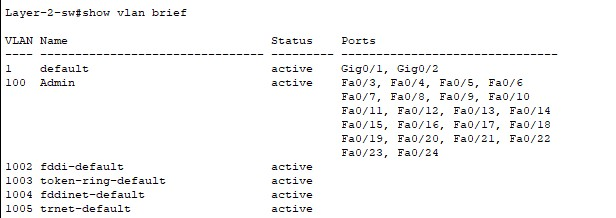 Layer-2-sw#show vlan brief
VLAN Name                             Status    Ports
---- -------------------------------- --------- -------------------------------
1    default                          active    Gig0/1, Gig0/2
100  Admin                            active    Fa0/3, Fa0/4, Fa0/5, Fa0/6
                                                Fa0/7, Fa0/8, Fa0/9, Fa0/10
                                                Fa0/11, Fa0/12, Fa0/13, Fa0/14
                                                Fa0/15, Fa0/16, Fa0/17, Fa0/18
                                                Fa0/19, Fa0/20, Fa0/21, Fa0/22
                                                Fa0/23, Fa0/24
1002 fddi-default                     active
1003 token-ring-default               active
1004 fddinet-default                  active
1005 trnet-default                    active